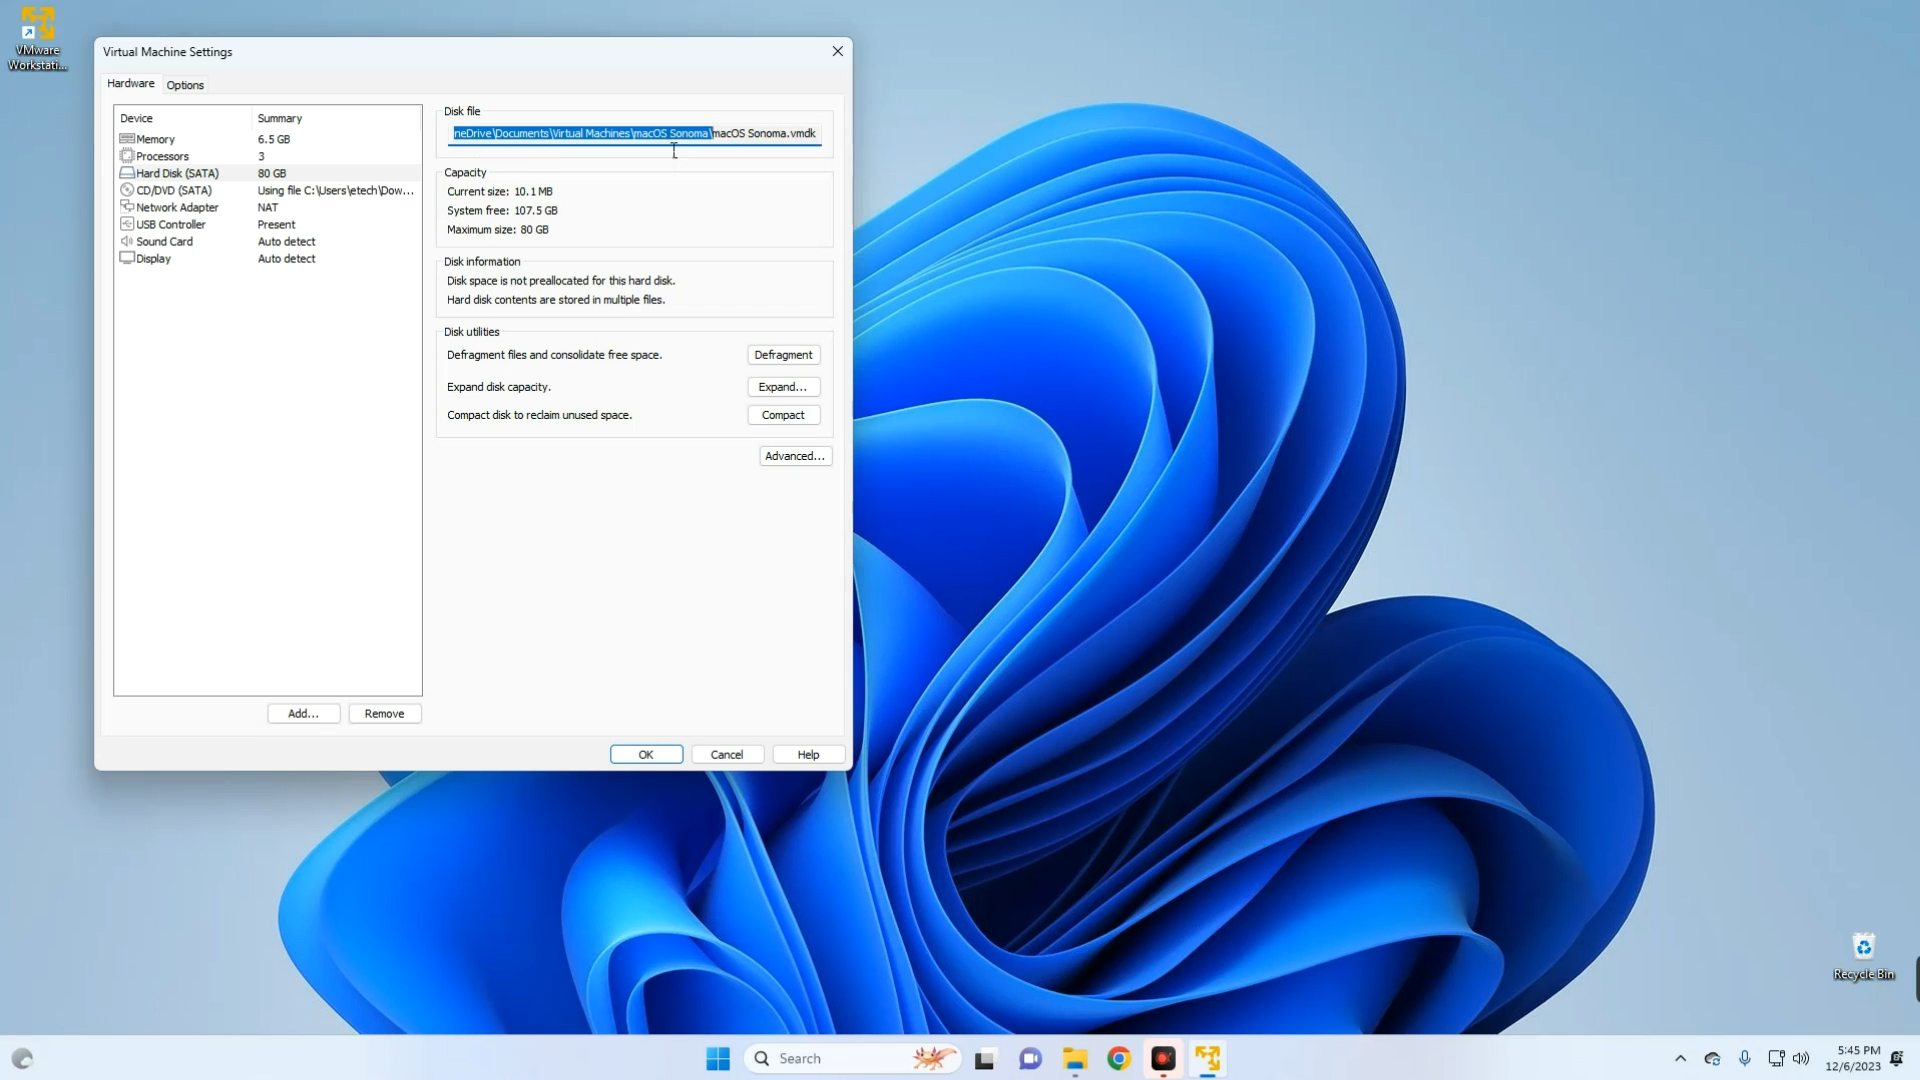 VMware
Workstati...
Virtual Machine Settings
Hardware
Options
Device Summary
Memory 6.5 GB
Processors 3
Hard Disk (SATA) 80 GB
CD/DVD (SATA) Using file C:\Users\etech\Dow...
Network Adapter NAT
USB Controller Present
Sound Card Auto detect
Display Auto detect
Add...
Remove
Disk file
neDrive\Documents\Virtual Machines\macOS Sonoma\macOS Sonoma.vmdk
Capacity
Current size: 10.1 MB
System free: 107.5 GB
Maximum size: 80 GB
Disk information
Disk space is not preallocated for this hard disk.
Hard disk contents are stored in multiple files.
Disk utilities
Defragment files and consolidate free space.
Defragment
Expand disk capacity.
Expand...
Compact disk to reclaim unused space.
Compact
Advanced...
OK
Cancel
Help
Recycle Bin
Search
5:45 PM
12/6/2023